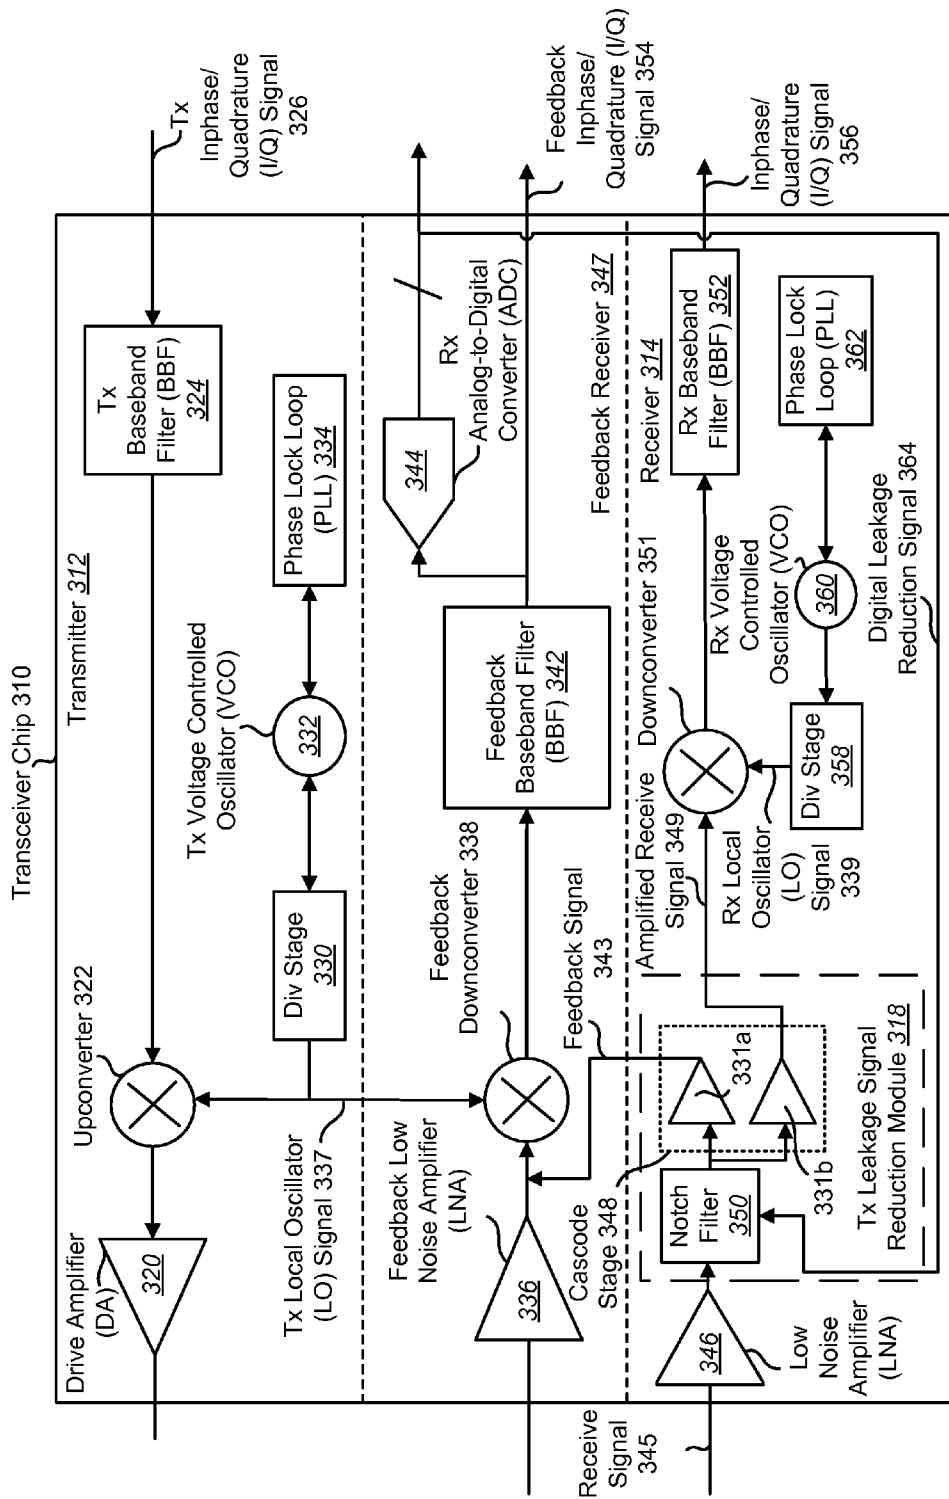 Transceiver Chip 310
Transmitter 312
Drive Amplifier
(DA)
320
Upconverter 322
Tx
Baseband
Filter (BBF)
324
Tx
Inphase/
Quadrature
(I/Q) Signal
326
Tx Local Oscillator
(LO) Signal 337
Div Stage
330
Tx Voltage Controlled
Oscillator (VCO)
332
Phase Lock Loop
(PLL) 334
Feedback Low
Noise Amplifier
(LNA)
336
Feedback
Downconverter 338
Feedback
Baseband Filter
(BBF) 342
344
Rx
Analog-to-Digital
Converter (ADC)
Feedback
Inphase/
Quadrature (I/Q)
Signal 354
Feedback Signal
343
Feedback Receiver 347
Cascode
Stage 348
Receive
Signal
345
346
Low
Noise
Amplifier
(LNA)
Notch
Filter
350
331a
331b
Tx Leakage Signal
Reduction Module 318
Amplified Receive
Signal 349
Downconverter 351
Receiver 314
Rx Baseband
Filter (BBF) 352
Inphase/
Quadrature
(I/Q) Signal
356
Rx Local
Oscillator
(LO)
Signal
339
Div Stage
358
Rx Voltage
Controlled
Oscillator (VCO)
360
Phase Lock
Loop (PLL)
362
Digital Leakage
Reduction Signal 364